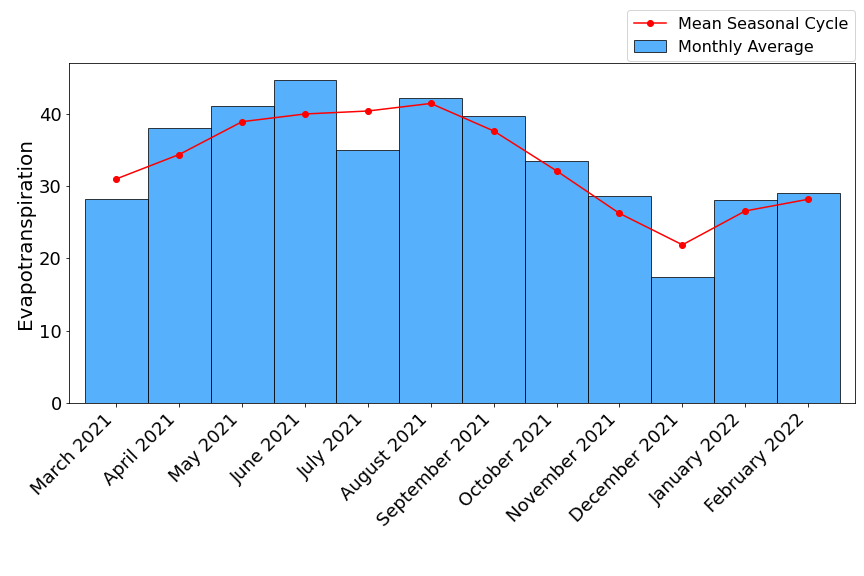 Mean Seasonal Cycle
Monthly Average
Evapotranspiration
40
30
20
10
0
March 2021
April 2021
May 2021
June 2021
July 2021
August 2021
September 2021
October 2021
November 2021
December 2021
January 2022
February 2022